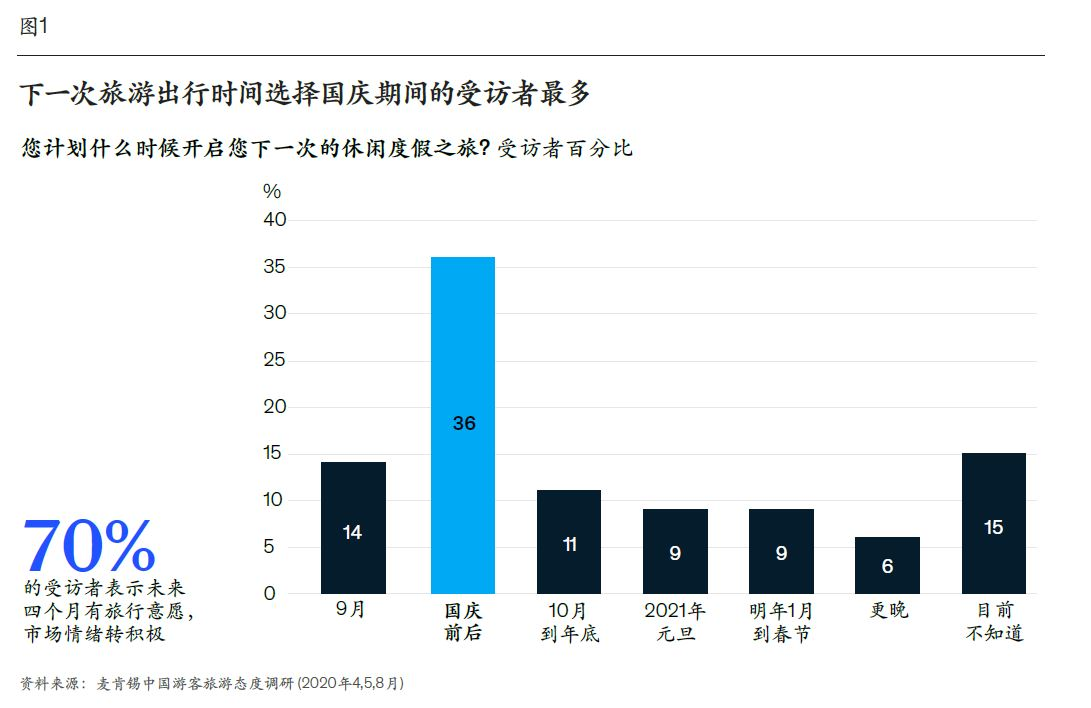 图1
下一次旅游出行时间选择国庆期间的受访者最多
您计划什么时候开启您下一次的休闲度假之旅? 受访者百分比
%
40
35
30
25
20
15
10
5
0
14
36
11
9
9
6
15
9月
国庆
前后
10月
到年底
2021年
元旦
明年1月
到春节
更晚
目前
不知道
70%
的受访者表示未来
四个月有旅行意愿，
市场情绪转积极
资料来源：麦肯锡中国游客旅游态度调研 (2020年4,5,8月)